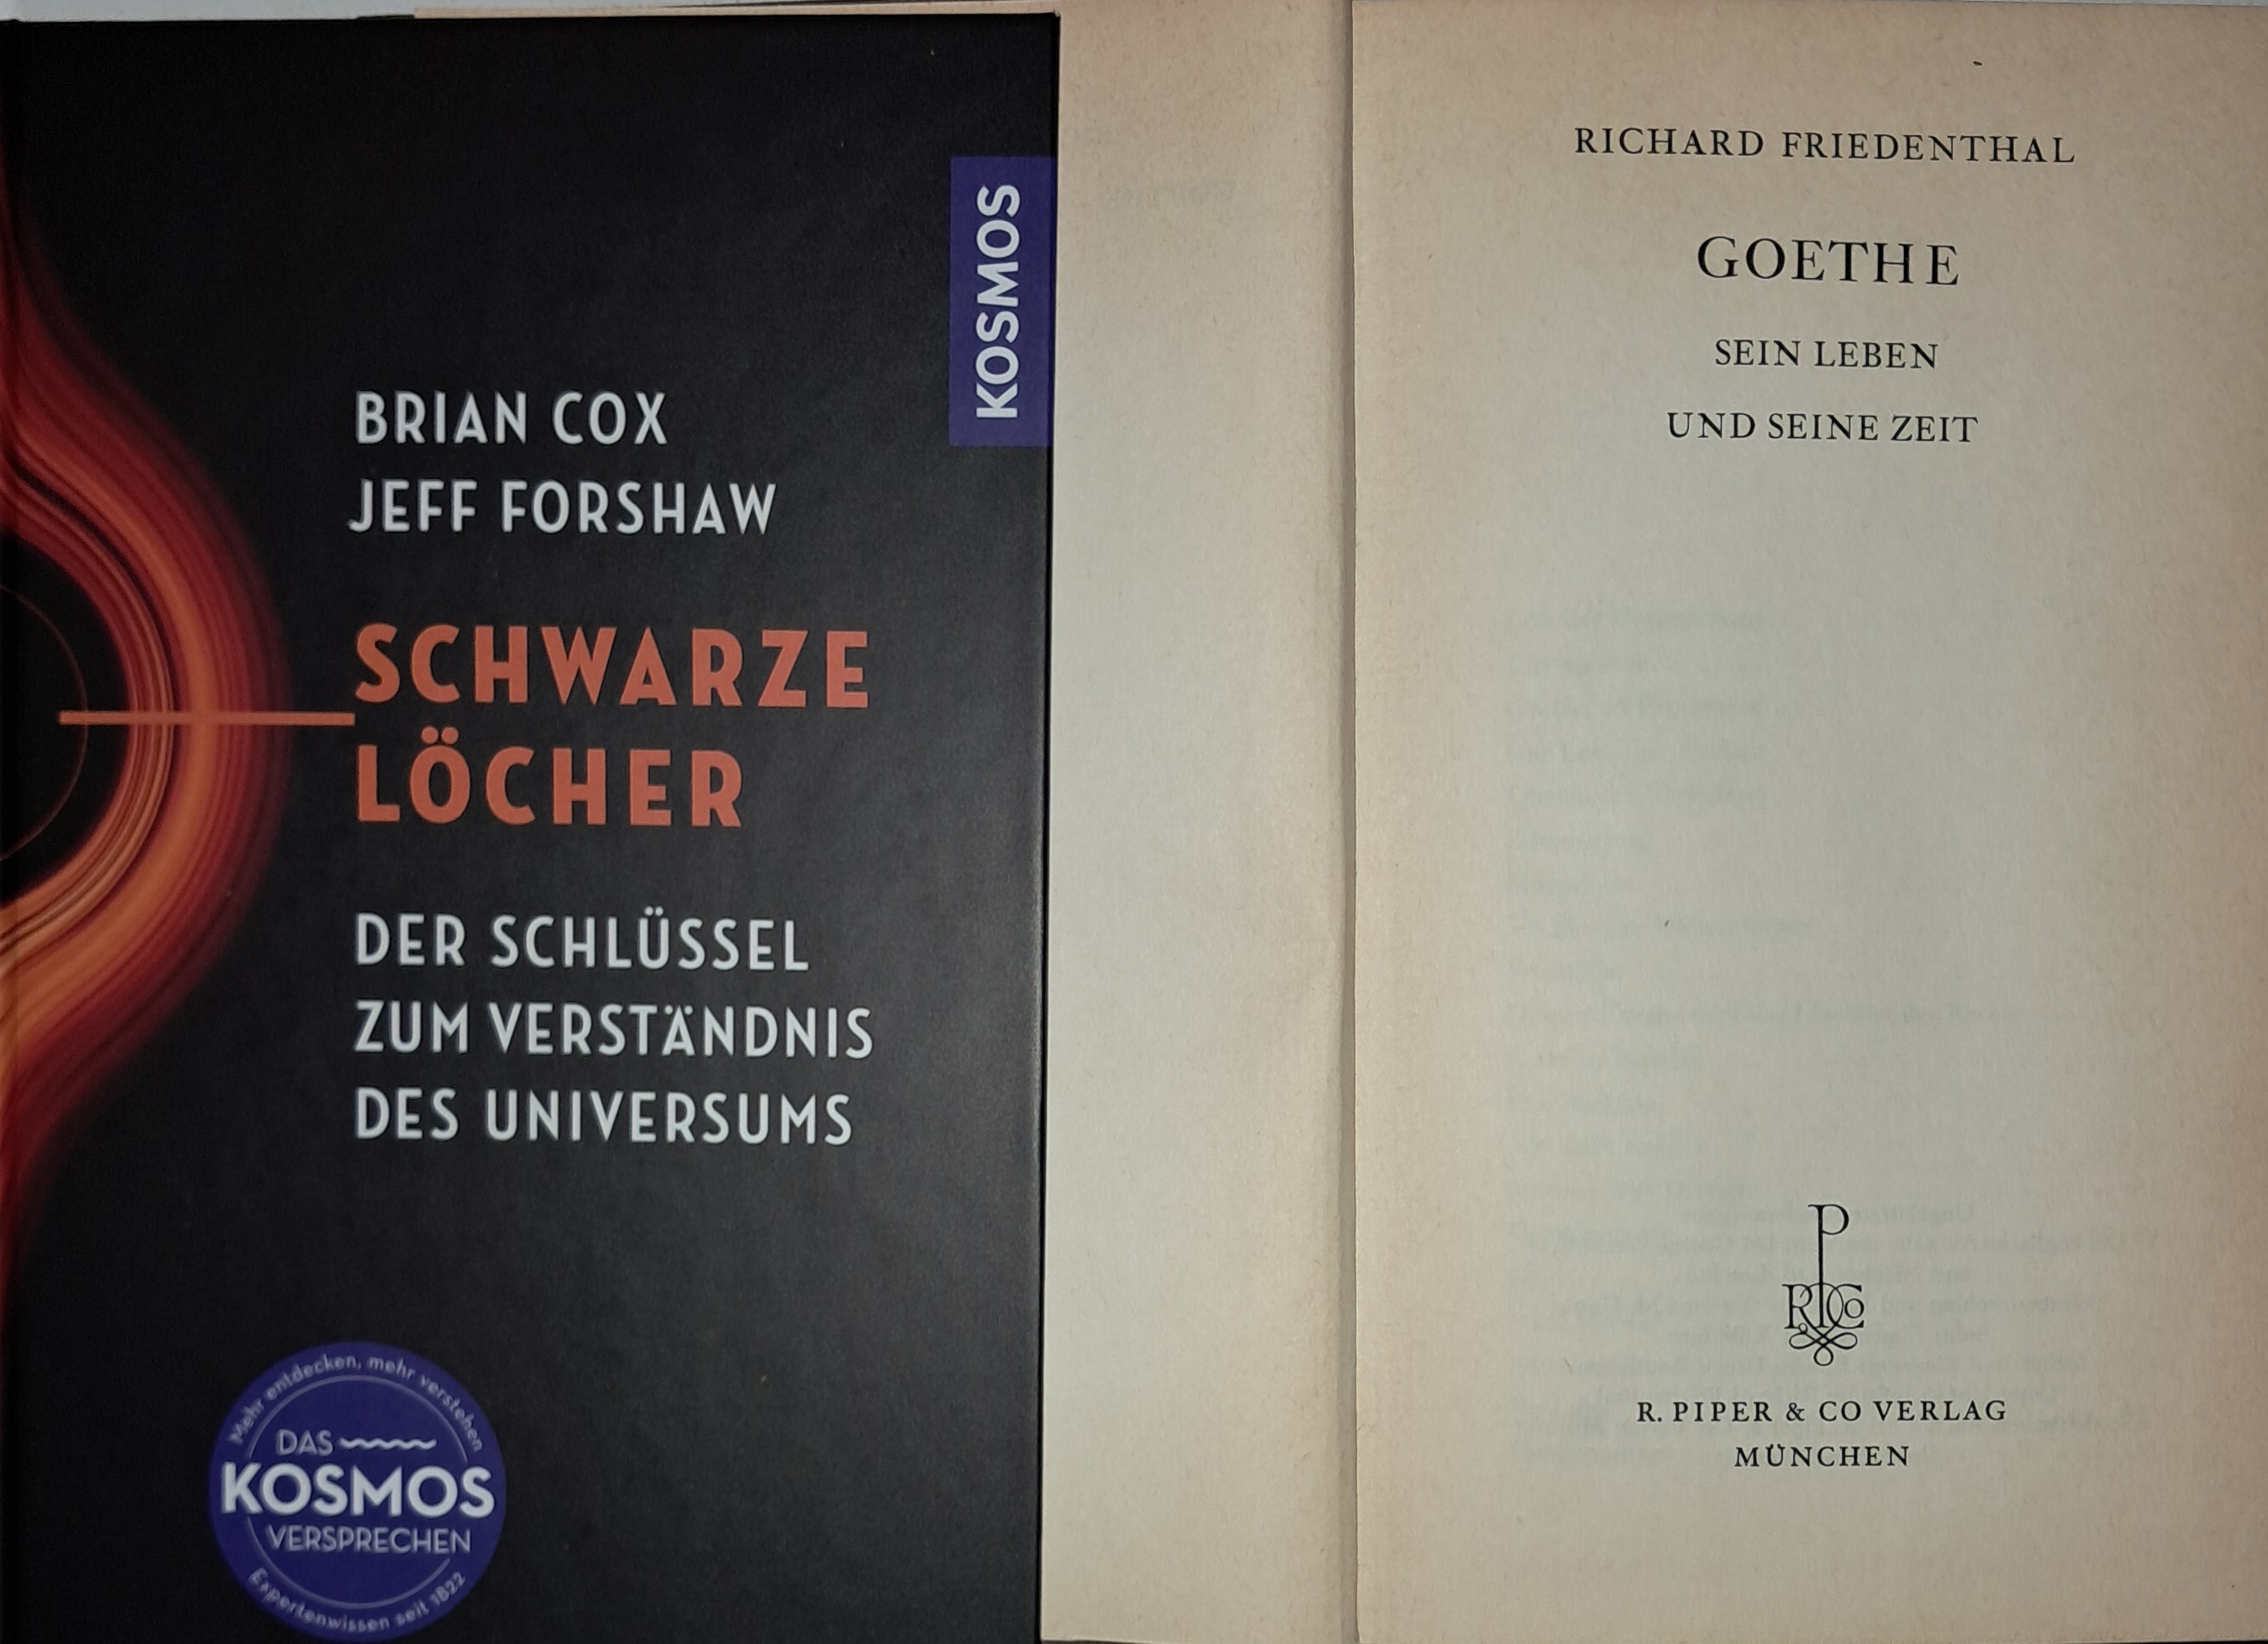 KOSMOS
BRIAN COX
JEFF FORSHAW
SCHWARZE
LÖCHER
DER SCHLÜSSEL
ZUM VERSTÄNDNIS
DES UNIVERSUMS
Mehr entdecken, mehr verstehen
DAS
KOSMOS
VERSPRECHEN
Expertenwissen seit 1822
RICHARD FRIEDENTHAL
GOETHE
SEIN LEBEN
UND SEINE ZEIT
P
R.P.Co
R. PIPER & CO VERLAG
MÜNCHEN